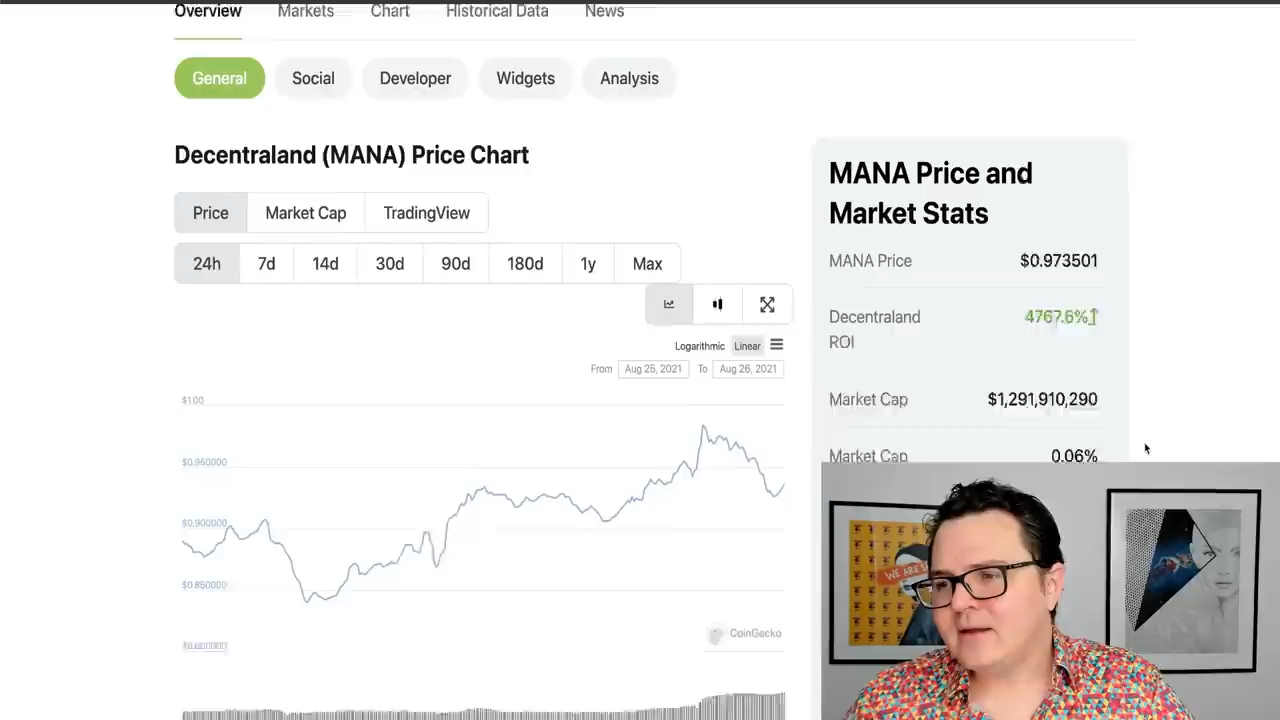 Overview Markets Chart Historical Data News
General Social Developer Widgets Analysis
Decentraland (MANA) Price Chart
Price Market Cap TradingView
24h 7d 14d 30d 90d 180d 1y Max
Logarithmic Linear
From Aug 25, 2021 To Aug 26, 2021
$1.00
$0.950000
$0.900000
$0.850000
CoinGecko
MANA Price and
Market Stats
MANA Price $0.973501
Decentraland 4767.6%
ROI
Market Cap $1,291,910,290
Market Cap 0.06%
WE ARE